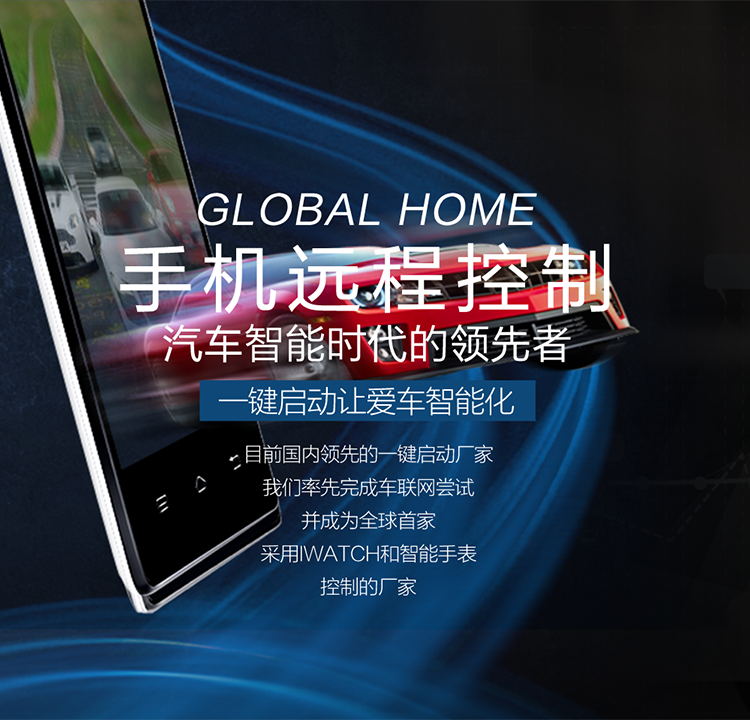 GLOBAL HOME
手机远程控制
汽车智能时代的领先者
一键启动让爱车智能化
目前国内领先的一键启动厂家
我们率先完成车联网尝试
并成为全球首家
采用IWATCH和智能手表
控制的厂家